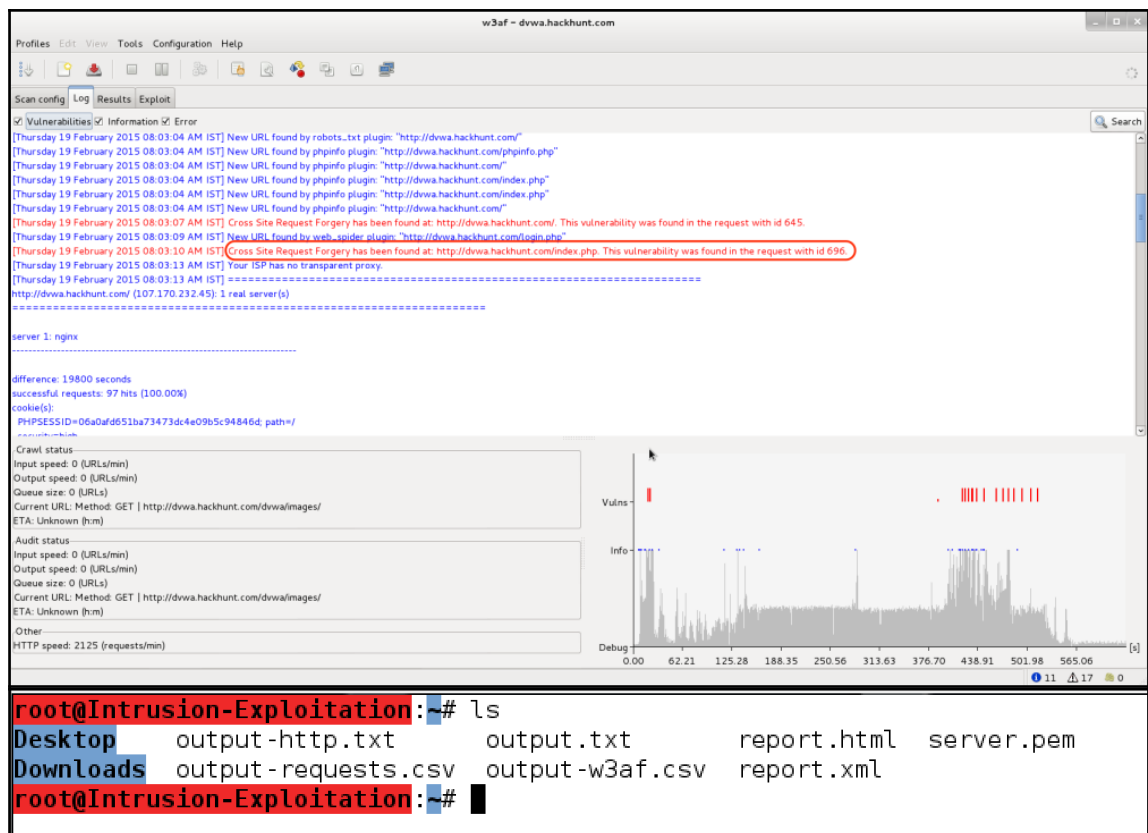 w3af - dvwa.hackhunt.com
Profiles Edit View Tools Configuration Help
Scan config Log Results Exploit
Vulnerabilities Information Error
Search
[Thursday 19 February 2015 08:03:04 AM IST] New URL found by robots_txt plugin: "http://dvwa.hackhunt.com/"
[Thursday 19 February 2015 08:03:04 AM IST] New URL found by phpinfo plugin: "http://dvwa.hackhunt.com/phpinfo.php"
[Thursday 19 February 2015 08:03:04 AM IST] New URL found by phpinfo plugin: "http://dvwa.hackhunt.com/"
[Thursday 19 February 2015 08:03:04 AM IST] New URL found by phpinfo plugin: "http://dvwa.hackhunt.com/index.php"
[Thursday 19 February 2015 08:03:04 AM IST] New URL found by phpinfo plugin: "http://dvwa.hackhunt.com/index.php"
[Thursday 19 February 2015 08:03:04 AM IST] New URL found by phpinfo plugin: "http://dvwa.hackhunt.com/"
[Thursday 19 February 2015 08:03:07 AM IST] Cross Site Request Forgery has been found at: http://dvwa.hackhunt.com/. This vulnerability was found in the request with id 645.
[Thursday 19 February 2015 08:03:09 AM IST] New URL found by web_spider plugin: "http://dvwa.hackhunt.com/login.php"
[Thursday 19 February 2015 08:03:10 AM IST] Cross Site Request Forgery has been found at: http://dvwa.hackhunt.com/index.php. This vulnerability was found in the request with id 696.
[Thursday 19 February 2015 08:03:13 AM IST] Your ISP has no transparent proxy.
[Thursday 19 February 2015 08:03:13 AM IST] ======================================================================
http://dvwa.hackhunt.com/ (107.170.232.45): 1 real server(s)
======================================================================
server 1: nginx
----------------------------------------------------------------------
difference: 19800 seconds
successful requests: 97 hits (100.00%)
cookie(s):
PHPSESSID=06a0afd651ba73473dc4e09b5c94846d; path=/
security=high
Crawl status
Input speed: 0 (URLs/min)
Output speed: 0 (URLs/min)
Queue size: 0 (URLs)
Current URL: Method: GET | http://dvwa.hackhunt.com/dvwa/images/
ETA: Unknown (h:m)
Audit status
Input speed: 0 (URLs/min)
Output speed: 0 (URLs/min)
Queue size: 0 (URLs)
Current URL: Method: GET | http://dvwa.hackhunt.com/dvwa/images/
ETA: Unknown (h:m)
Other
HTTP speed: 2125 (requests/min)
Vulns
Info
Debug
[s]
0.00 62.21 125.28 188.35 250.56 313.63 376.70 438.91 501.98 565.06
11 17 0
root@Intrusion-Exploitation:~# ls
Desktop output-http.txt output.txt report.html server.pem
Downloads output-requests.csv output-w3af.csv report.xml
root@Intrusion-Exploitation:~#